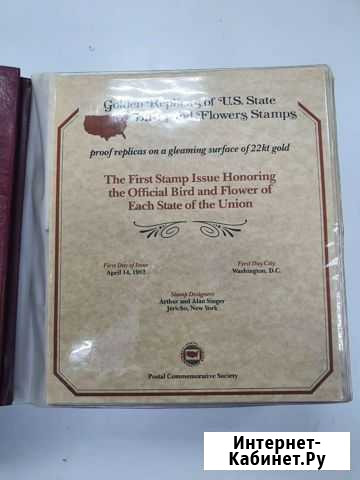 Golden Replicas of U.S. State
Birds and Flowers Stamps
proof replicas on a gleaming surface of 22kt gold
The First Stamp Issue Honoring
the Official Bird and Flower of
Each State of the Union
First Day of Issue
April 14, 1982
First Day City
Washington, D.C.
Stamp Designers
Arthur and Alan Singer
Jericho, New York
Postal Commemorative Society
Интернет-
Кабинет.Ру